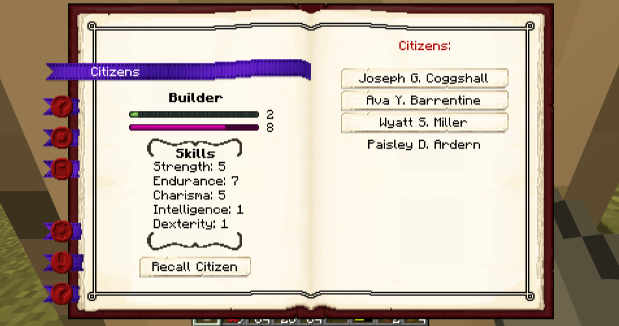 Citizens
Builder
2
8
Skills
Strength: 5
Endurance: 7
Charisma: 5
Intelligence: 1
Dexterity: 1
Recall Citizen
Citizens:
Joseph G. Coggshall
Ava Y. Barrentine
Wyatt S. Miller
Paisley D. Ardern